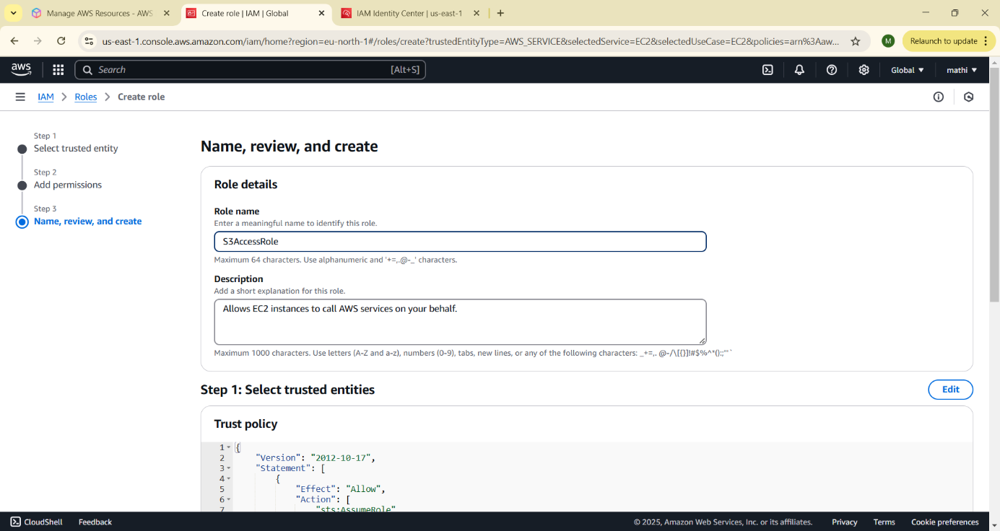 Manage AWS Resources - AWS
Create role | IAM | Global
IAM Identity Center | us-east-1
us-east-1.console.aws.amazon.com/iam/home?region=eu-north-1#/roles/create?trustedEntityType=AWS_SERVICE&selectedService=EC2&selectedUseCase=EC2&policies=arn%3Aaw...
M
Relaunch to update
aws
Search [Alt+S]
Global
mathi
IAM > Roles > Create role
Step 1
Select trusted entity
Step 2
Add permissions
Step 3
Name, review, and create
Name, review, and create
Role details
Role name
Enter a meaningful name to identify this role.
S3AccessRole
Maximum 64 characters. Use alphanumeric and '+=,.@-_' characters.
Description
Add a short explanation for this role.
Allows EC2 instances to call AWS services on your behalf.
Maximum 1000 characters. Use letters (A-Z and a-z), numbers (0-9), tabs, new lines, or any of the following characters: _+=,. @-/\[{}]!#$%^*();:"'`
Step 1: Select trusted entities
Edit
Trust policy
1 {
2 "Version": "2012-10-17",
3 "Statement": [
4 {
5 "Effect": "Allow",
6 "Action": [
7 "sts:AssumeRole"
CloudShell
Feedback
© 2025, Amazon Web Services, Inc. or its affiliates.
Privacy
Terms
Cookie preferences